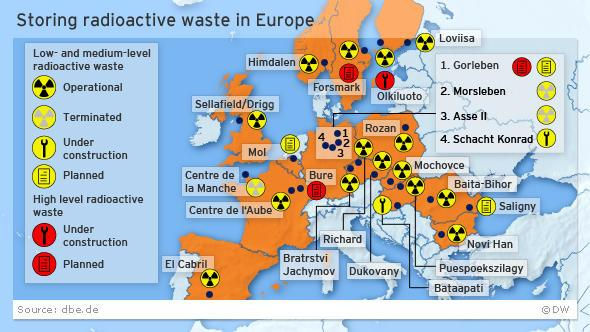 Storing radioactive waste in Europe
Low- and medium-level
radioactive waste
Operational
Terminated
Under
construction
Planned
High level radioactive
waste
Under
construction
Planned
Loviisa
Himdalen
Forsmark
Olkiluoto
1. Gorleben
2. Morsleben
3. Asse II
4. Schacht Konrad
Sellafield/Drigg
Rozan
4
1
2
3
Mol
Mochovce
Centre de
la Manche
Bure
Baita-Bihor
Centre de l'Aube
Saligny
Novi Han
Richard
El Cabril
Bratrstvi
Jachymov
Dukovany
Puespoekszilagy
Bataapati
Source: dbe.de
©DW